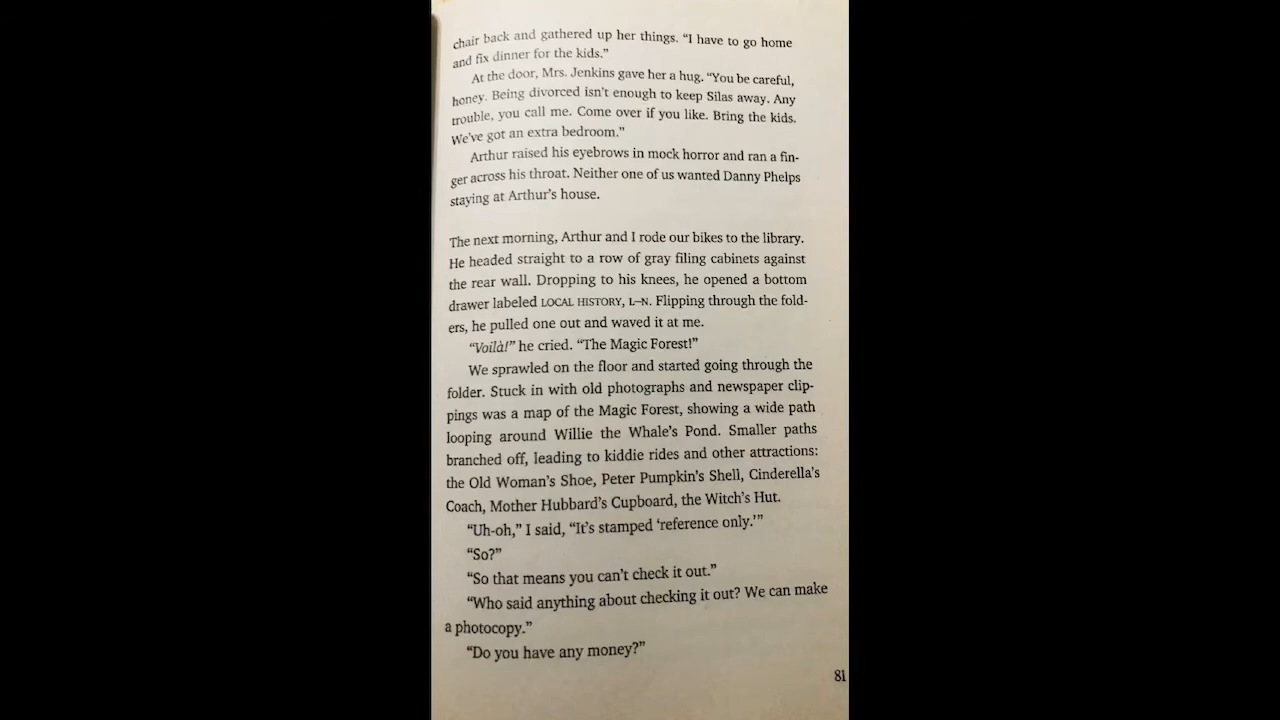 chair back and gathered up her things. “I have to go home
and fix dinner for the kids.”
At the door, Mrs. Jenkins gave her a hug. “You be careful,
honey. Being divorced isn’t enough to keep Silas away. Any
trouble, you call me. Come over if you like. Bring the kids.
We’ve got an extra bedroom.”
Arthur raised his eyebrows in mock horror and ran a fin-
ger across his throat. Neither one of us wanted Danny Phelps
staying at Arthur’s house.
The next morning, Arthur and I rode our bikes to the library.
He headed straight to a row of gray filing cabinets against
the rear wall. Dropping to his knees, he opened a bottom
drawer labeled LOCAL HISTORY, L–N. Flipping through the fold-
ers, he pulled one out and waved it at me.
“Voilà!” he cried. “The Magic Forest!”
We sprawled on the floor and started going through the
folder. Stuck in with old photographs and newspaper clip-
pings was a map of the Magic Forest, showing a wide path
looping around Willie the Whale’s Pond. Smaller paths
branched off, leading to kiddie rides and other attractions:
the Old Woman’s Shoe, Peter Pumpkin’s Shell, Cinderella’s
Coach, Mother Hubbard’s Cupboard, the Witch’s Hut.
“Uh-oh,” I said, “It’s stamped ‘reference only.’”
“So?”
“So that means you can’t check it out.”
“Who said anything about checking it out? We can make
a photocopy.”
“Do you have any money?”
81